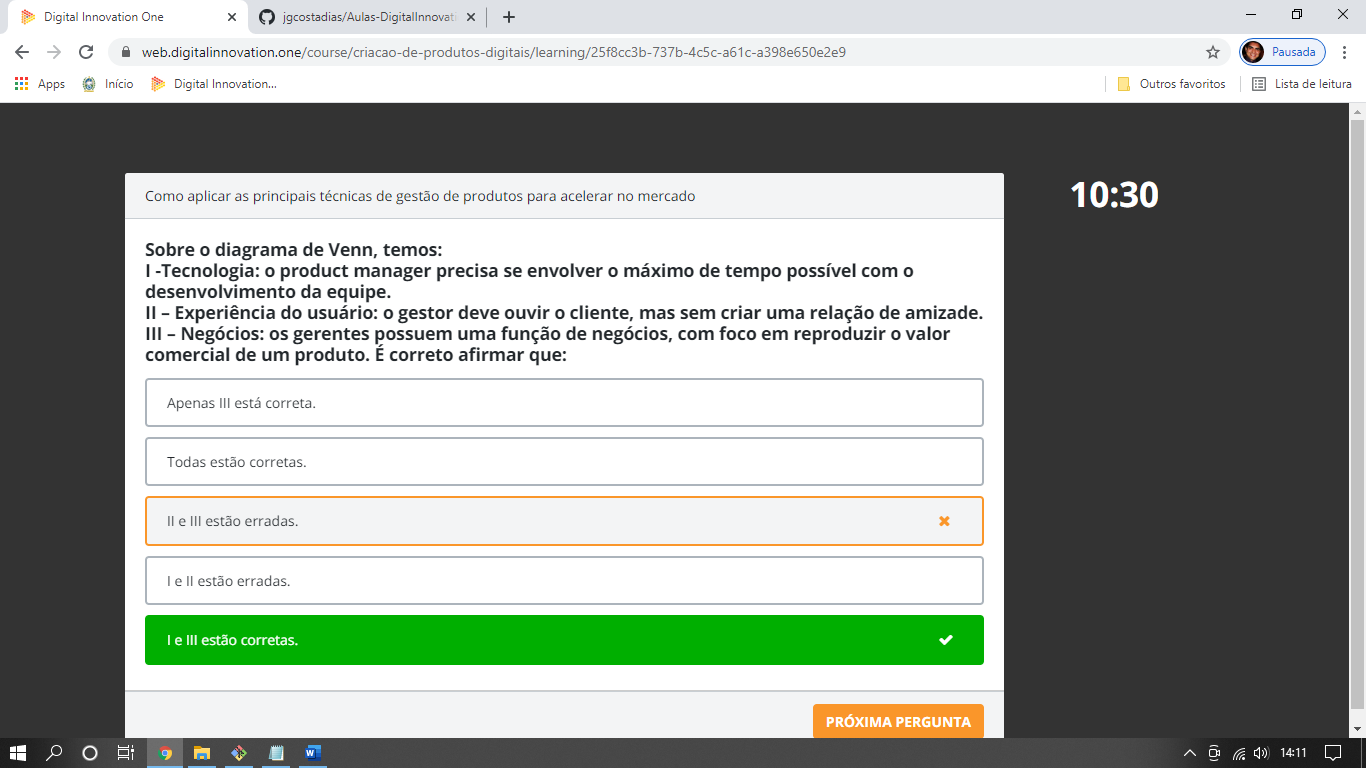 Digital Innovation One
jgcostadias/Aulas-DigitalInnovati
web.digitalinnovation.one/course/criacao-de-produtos-digitais/learning/25f8cc3b-737b-4c5c-a61c-a398e650e2e9
Pausada
Apps
Início
Digital Innovation...
Outros favoritos
Lista de leitura
Como aplicar as principais técnicas de gestão de produtos para acelerar no mercado
10:30
Sobre o diagrama de Venn, temos:
I -Tecnologia: o product manager precisa se envolver o máximo de tempo possível com o
desenvolvimento da equipe.
II – Experiência do usuário: o gestor deve ouvir o cliente, mas sem criar uma relação de amizade.
III – Negócios: os gerentes possuem uma função de negócios, com foco em reproduzir o valor
comercial de um produto. É correto afirmar que:
Apenas III está correta.
Todas estão corretas.
II e III estão erradas.
I e II estão erradas.
I e III estão corretas.
PRÓXIMA PERGUNTA
14:11